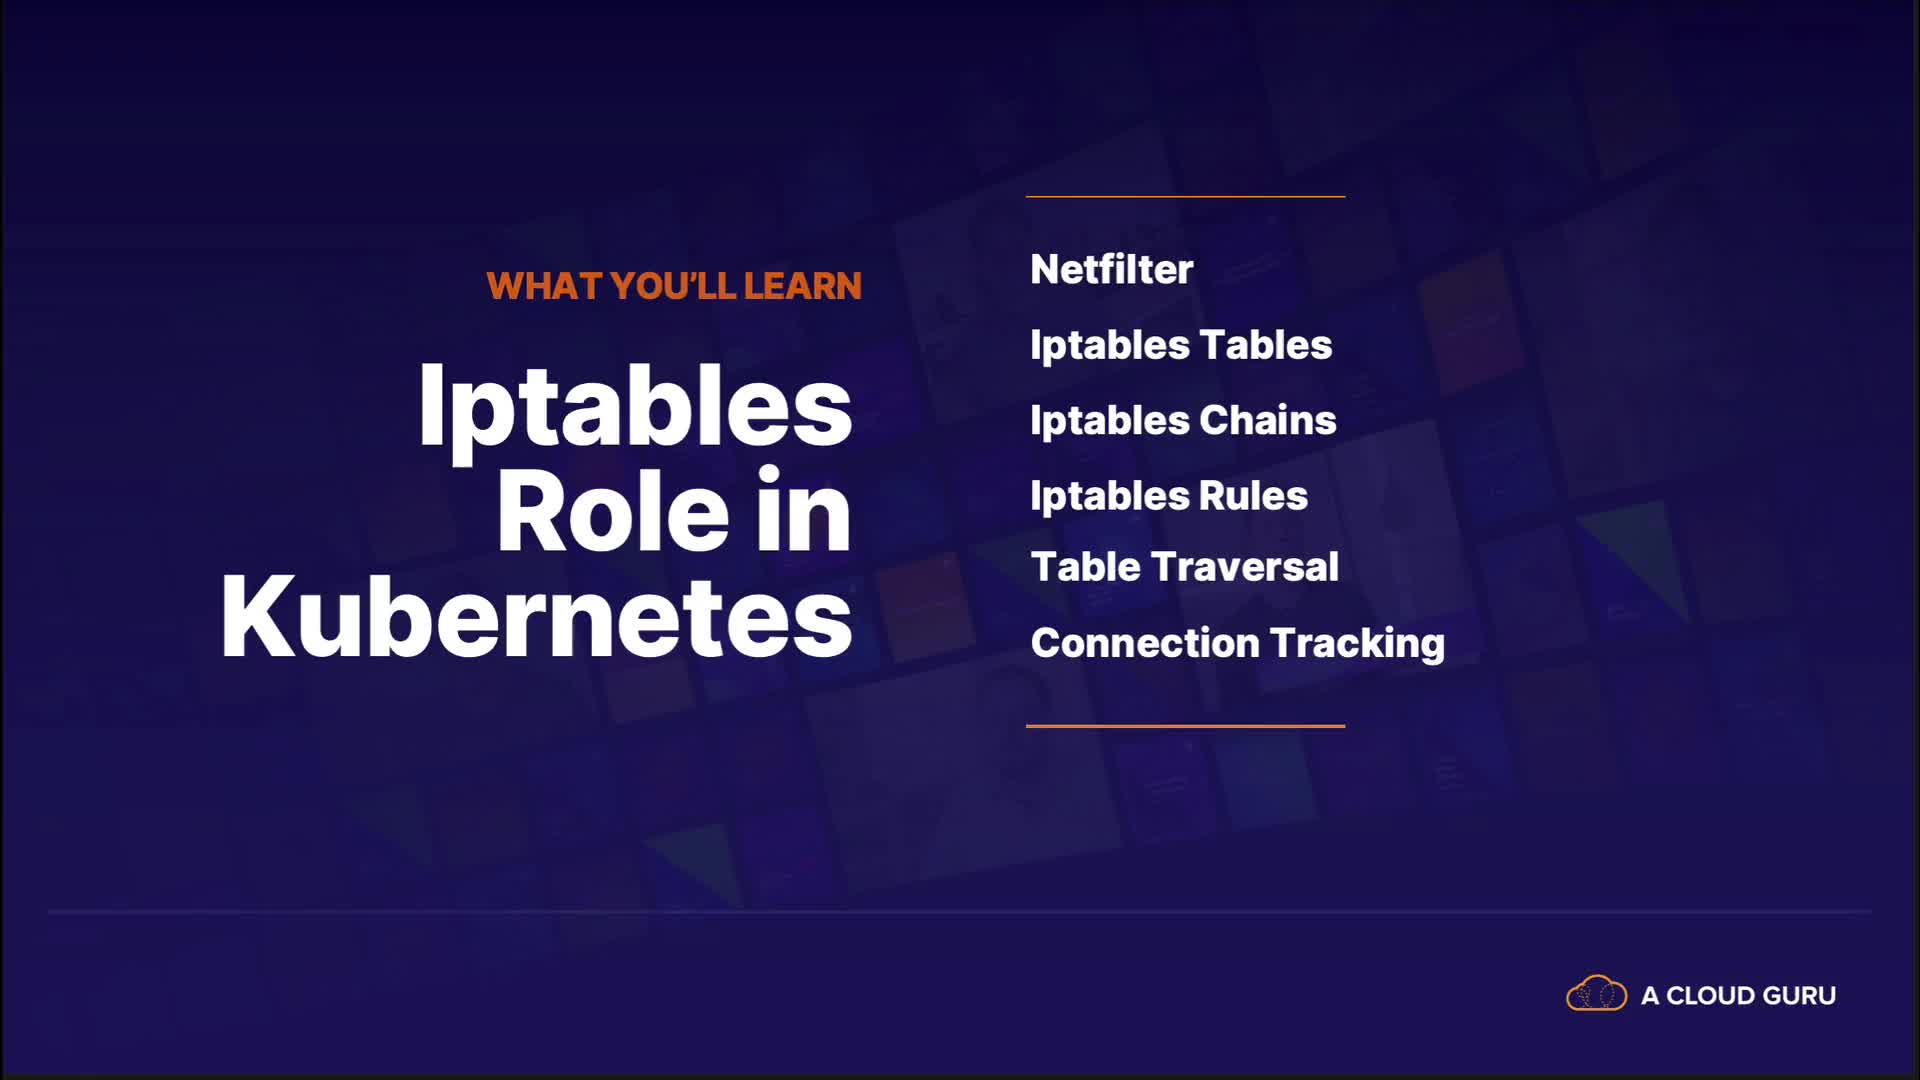 WHAT YOU'LL LEARN
Iptables
Role in
Kubernetes
Netfilter
Iptables Tables
Iptables Chains
Iptables Rules
Table Traversal
Connection Tracking
A CLOUD GURU